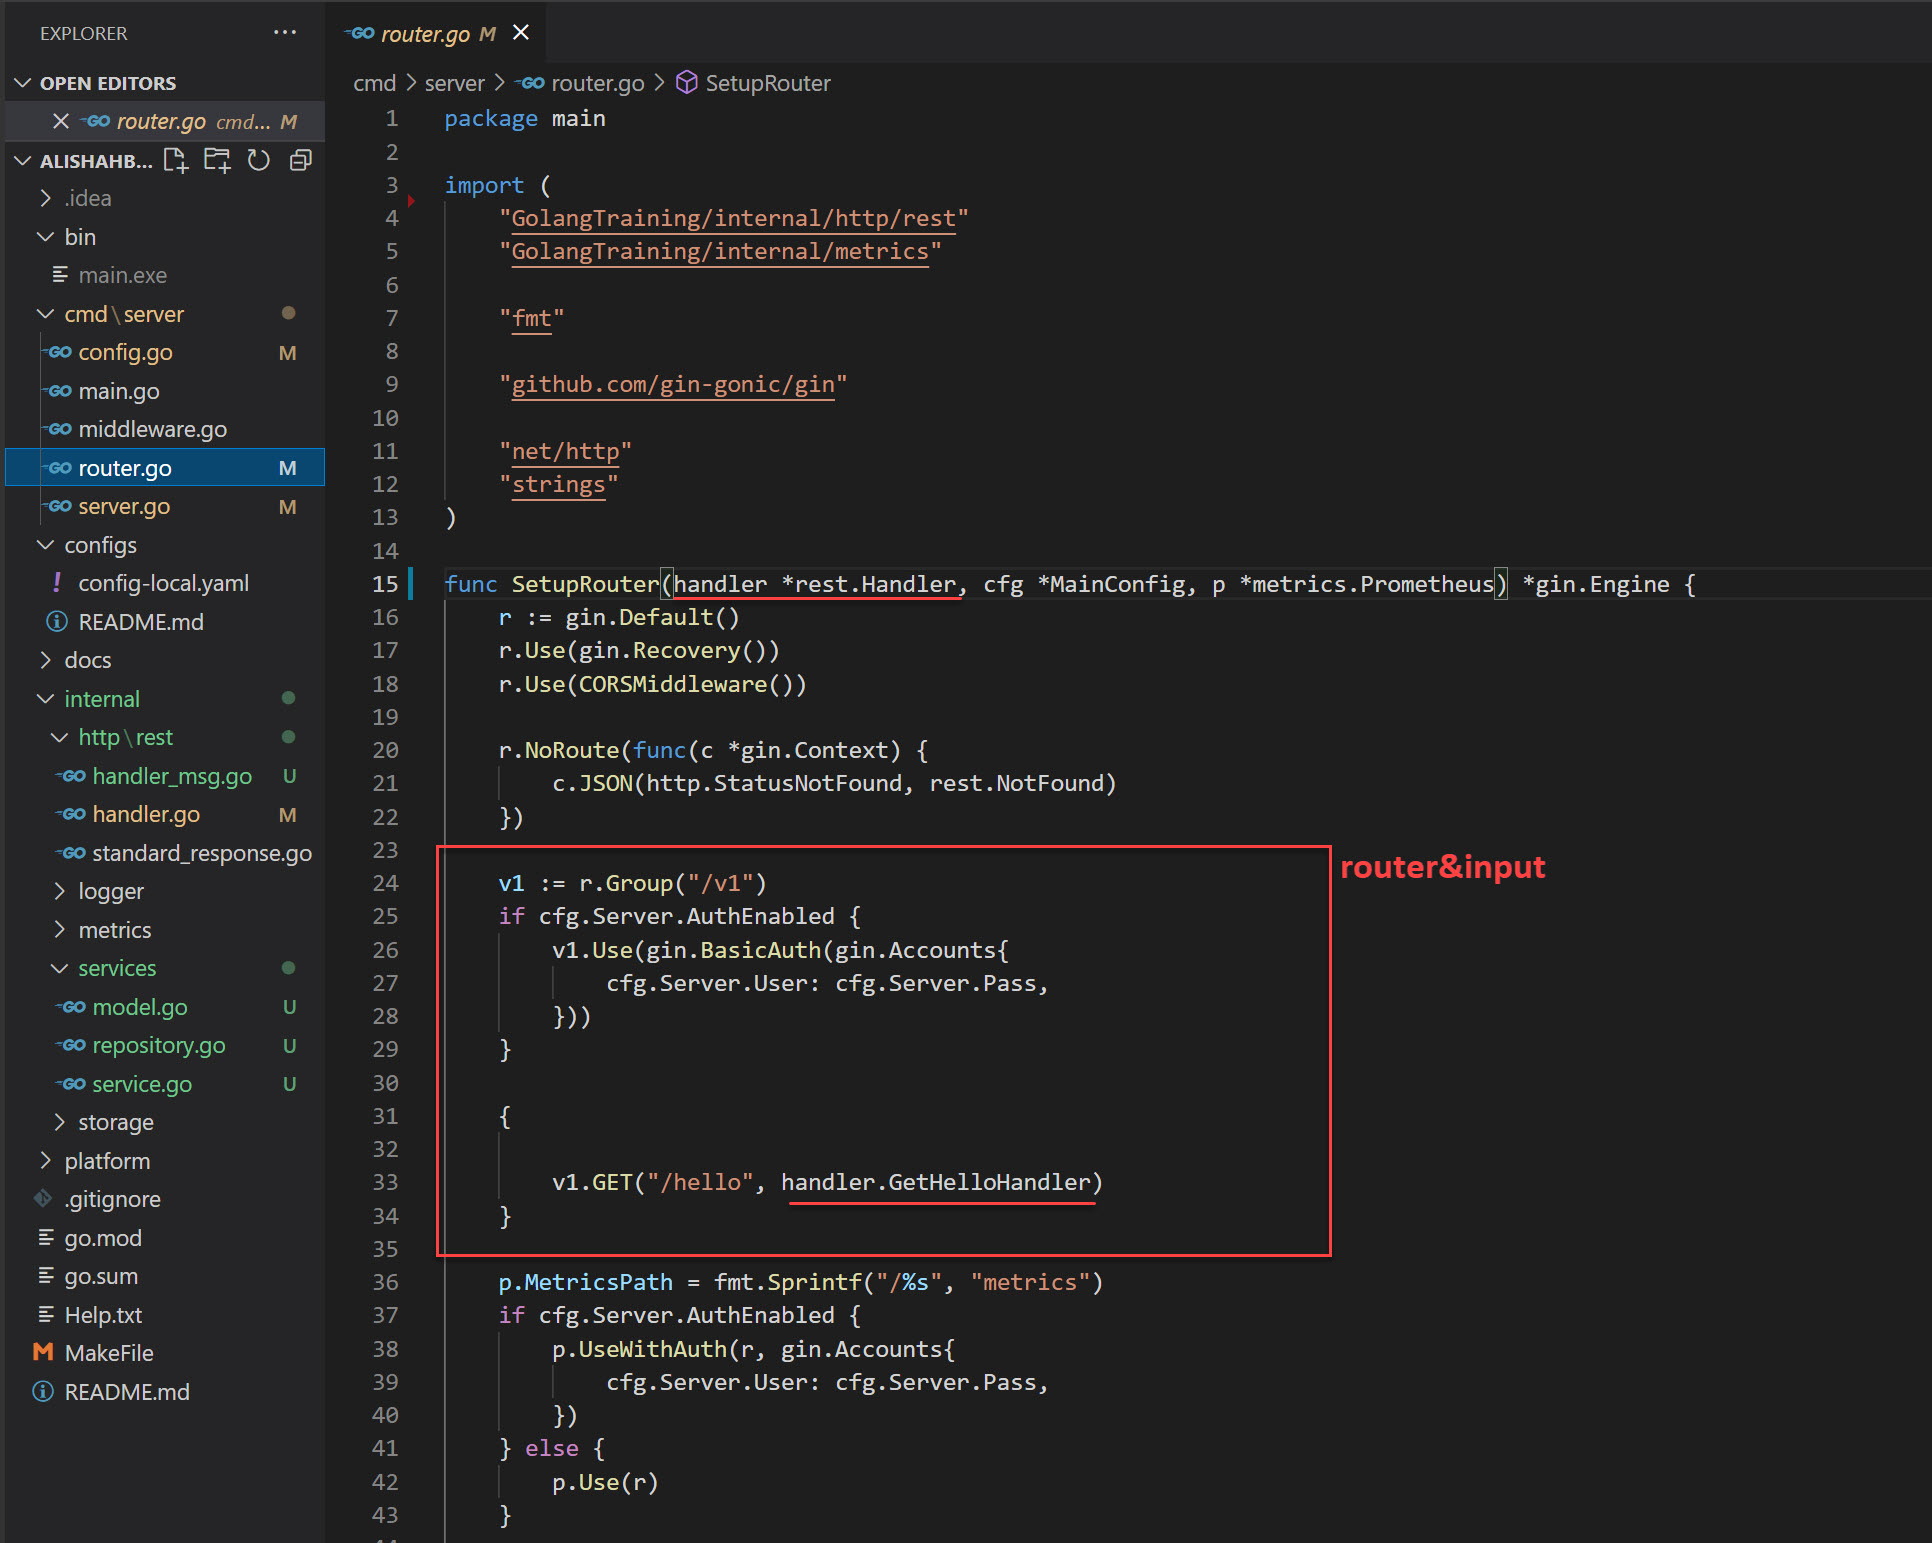 EXPLORER ...
OPEN EDITORS
router.go cmd... M
ALISHAHB...
.idea
bin
main.exe
cmd\server
config.go M
main.go
middleware.go
router.go M
server.go M
configs
! config-local.yaml
README.md
docs
internal
http\rest
handler_msg.go U
handler.go M
standard_response.go
logger
metrics
services
model.go U
repository.go U
service.go U
storage
platform
.gitignore
go.mod
go.sum
Help.txt
M MakeFile
README.md
router.go M
cmd > server > router.go > SetupRouter
1 package main
2
3 import (
4 "GolangTraining/internal/http/rest"
5 "GolangTraining/internal/metrics"
6
7 "fmt"
8
9 "github.com/gin-gonic/gin"
10
11 "net/http"
12 "strings"
13 )
14
15 func SetupRouter(handler *rest.Handler, cfg *MainConfig, p *metrics.Prometheus) *gin.Engine {
16 r := gin.Default()
17 r.Use(gin.Recovery())
18 r.Use(CORSMiddleware())
19
20 r.NoRoute(func(c *gin.Context) {
21 c.JSON(http.StatusNotFound, rest.NotFound)
22 })
23
router&input
24 v1 := r.Group("/v1")
25 if cfg.Server.AuthEnabled {
26 v1.Use(gin.BasicAuth(gin.Accounts{
27 cfg.Server.User: cfg.Server.Pass,
28 }))
29 }
30
31 {
32
33 v1.GET("/hello", handler.GetHelloHandler)
34 }
35
36 p.MetricsPath = fmt.Sprintf("/%s", "metrics")
37 if cfg.Server.AuthEnabled {
38 p.UseWithAuth(r, gin.Accounts{
39 cfg.Server.User: cfg.Server.Pass,
40 })
41 } else {
42 p.Use(r)
43 }